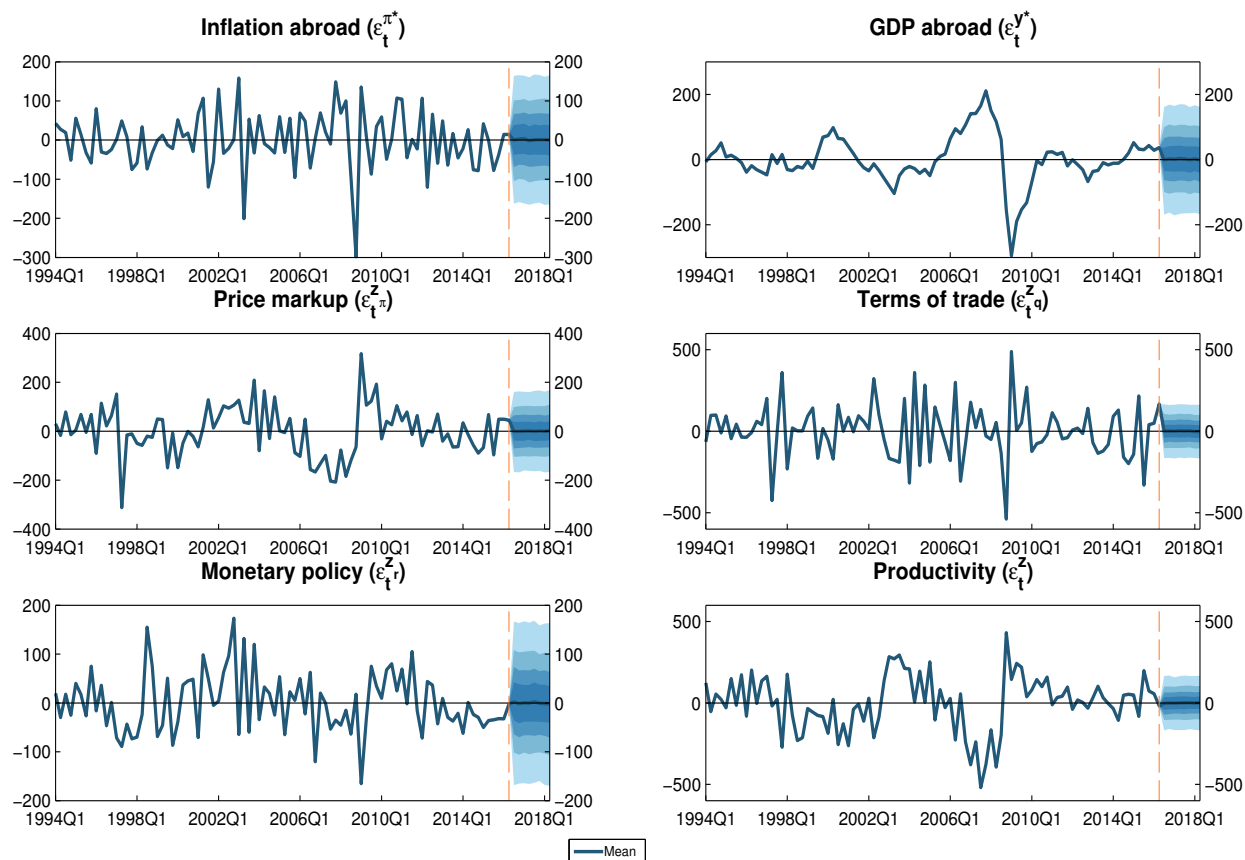 Inflation abroad (ε_t^{π*})
200 100 0 −100 −200 −300
200 100 0 −100 −200 −300
1994Q1 1998Q1 2002Q1 2006Q1 2010Q1 2014Q1 2018Q1
GDP abroad (ε_t^{y*})
200 0 −200
200 0 −200
1994Q1 1998Q1 2002Q1 2006Q1 2010Q1 2014Q1 2018Q1
Price markup (ε_t^{z_π})
400 200 0 −200 −400
400 200 0 −200 −400
1994Q1 1998Q1 2002Q1 2006Q1 2010Q1 2014Q1 2018Q1
Terms of trade (ε_t^{z_q})
500 0 −500
500 0 −500
1994Q1 1998Q1 2002Q1 2006Q1 2010Q1 2014Q1 2018Q1
Monetary policy (ε_t^{z_r})
200 100 0 −100 −200
200 100 0 −100 −200
1994Q1 1998Q1 2002Q1 2006Q1 2010Q1 2014Q1 2018Q1
Productivity (ε_t^z)
500 0 −500
500 0 −500
1994Q1 1998Q1 2002Q1 2006Q1 2010Q1 2014Q1 2018Q1
Mean